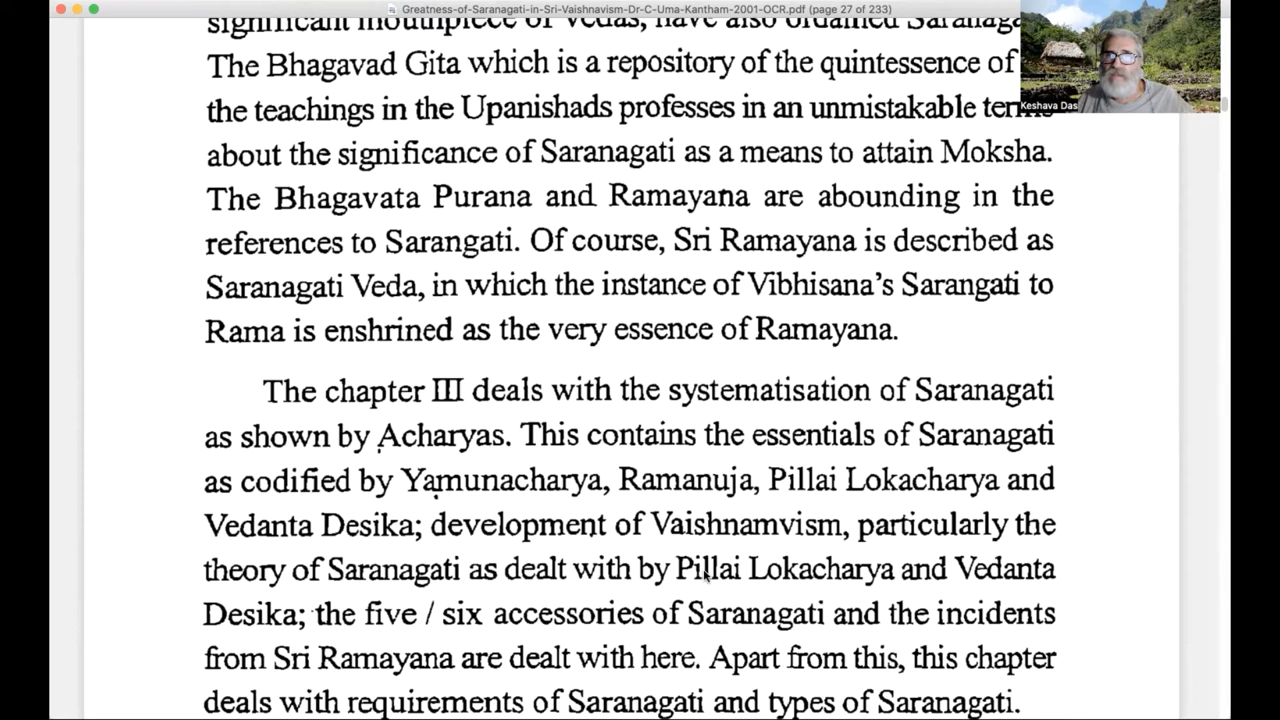 Greatness-of-Saranagati-in-Sri-Vaishnavism-Dr-C-Uma-Kantham-2001-OCR.pdf (page 27 of 233)
significant mouthpiece of Vedas, have also ordained
The Bhagavad Gita which is a repository of the quintessence of
the teachings in the Upanishads professes in an unmistakable
Keshava Das
about the significance of Saranagati as a means to attain Moksha.
The Bhagavata Purana and Ramayana are abounding in the
references to Sarangati. Of course, Sri Ramayana is described as
Saranagati Veda, in which the instance of Vibhisana's Sarangati to
Rama is enshrined as the very essence of Ramayana.
The chapter III deals with the systematisation of Saranagati
as shown by Acharyas. This contains the essentials of Saranagati
as codified by Yamunacharya, Ramanuja, Pillai Lokacharya and
Vedanta Desika; development of Vaishnamvism, particularly the
theory of Saranagati as dealt with by Pillai Lokacharya and Vedanta
Desika; the five / six accessories of Saranagati and the incidents
from Sri Ramayana are dealt with here. Apart from this, this chapter
deals with requirements of Saranagati and types of Saranagati.